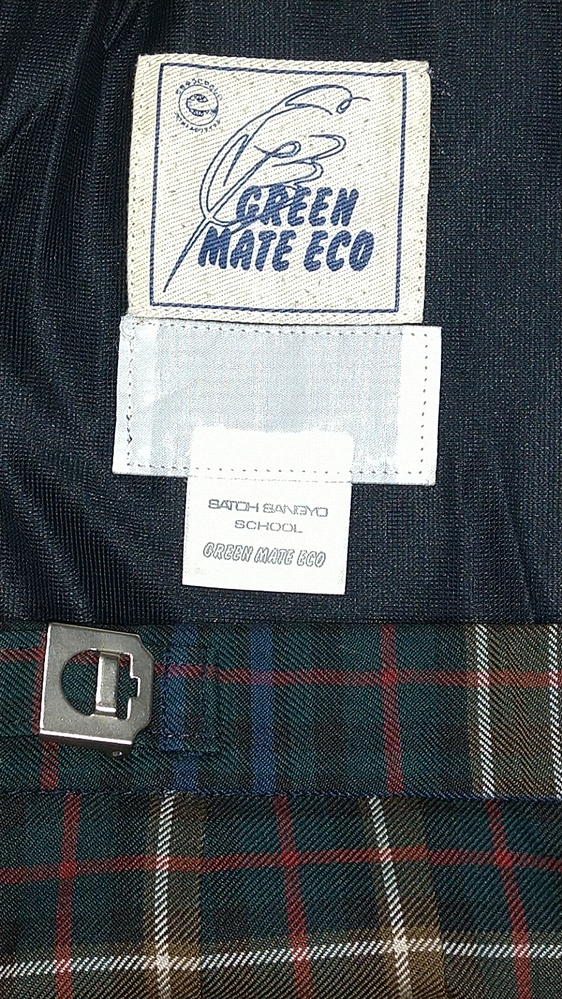 GREEN
MATE ECO
SATOH SANGYO
SCHOOL
GREEN MATE ECO